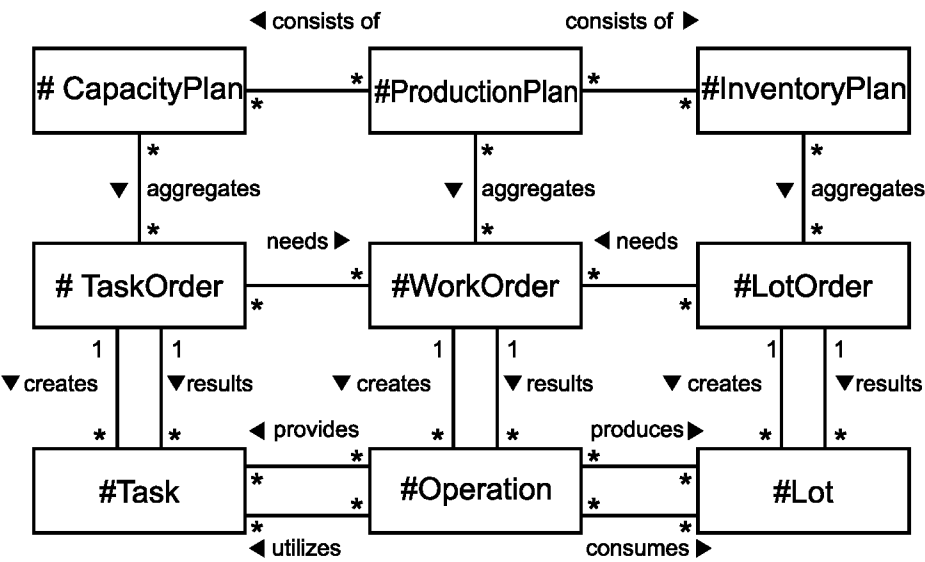 ◄ consists of consists of ►
# CapacityPlan * * #ProductionPlan * * #InventoryPlan
* * *
▼ aggregates ▼ aggregates ▼ aggregates
* * *
needs ► ◄ needs
# TaskOrder * * #WorkOrder * * #LotOrder
1 1 1 1 1 1
▼ creates ▼ results ▼ creates ▼ results ▼ creates ▼ results
◄ provides produces ►
* * * * * *
#Task * * * * #Operation * * * * #Lot
◄ utilizes consumes ►